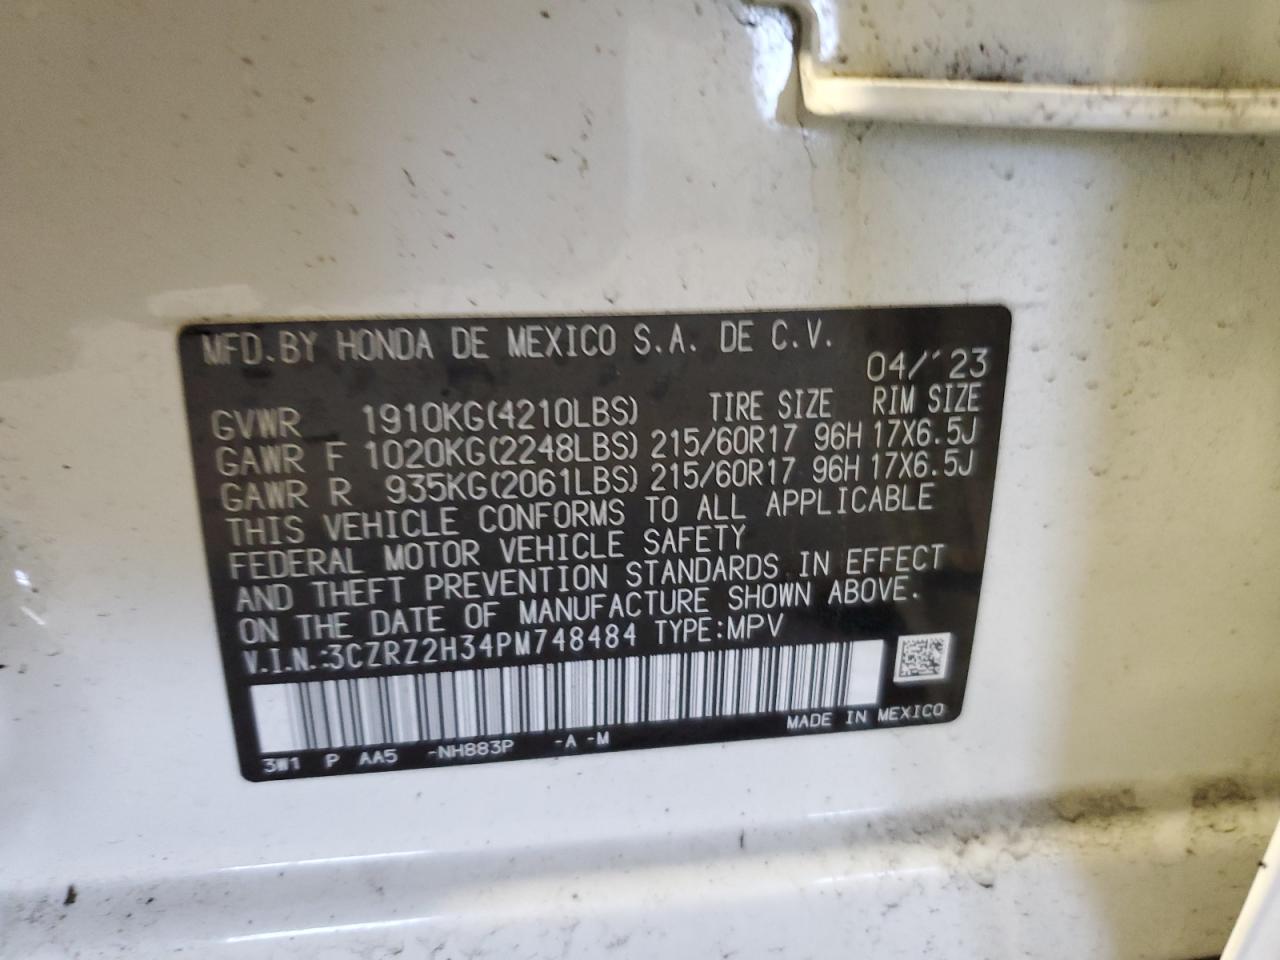 MFD.BY HONDA DE MEXICO S.A. DE C.V.
04/'23
GVWR 1910KG(4210LBS) TIRE SIZE RIM SIZE
GAWR F 1020KG(2248LBS) 215/60R17 96H 17X6.5J
GAWR R 935KG(2061LBS) 215/60R17 96H 17X6.5J
THIS VEHICLE CONFORMS TO ALL APPLICABLE
FEDERAL MOTOR VEHICLE SAFETY
AND THEFT PREVENTION STANDARDS IN EFFECT
ON THE DATE OF MANUFACTURE SHOWN ABOVE.
V.I.N.:3CZRZ2H34PM748484 TYPE:MPV
MADE IN MEXICO
3W1 P AA5 -NH883P -A -M